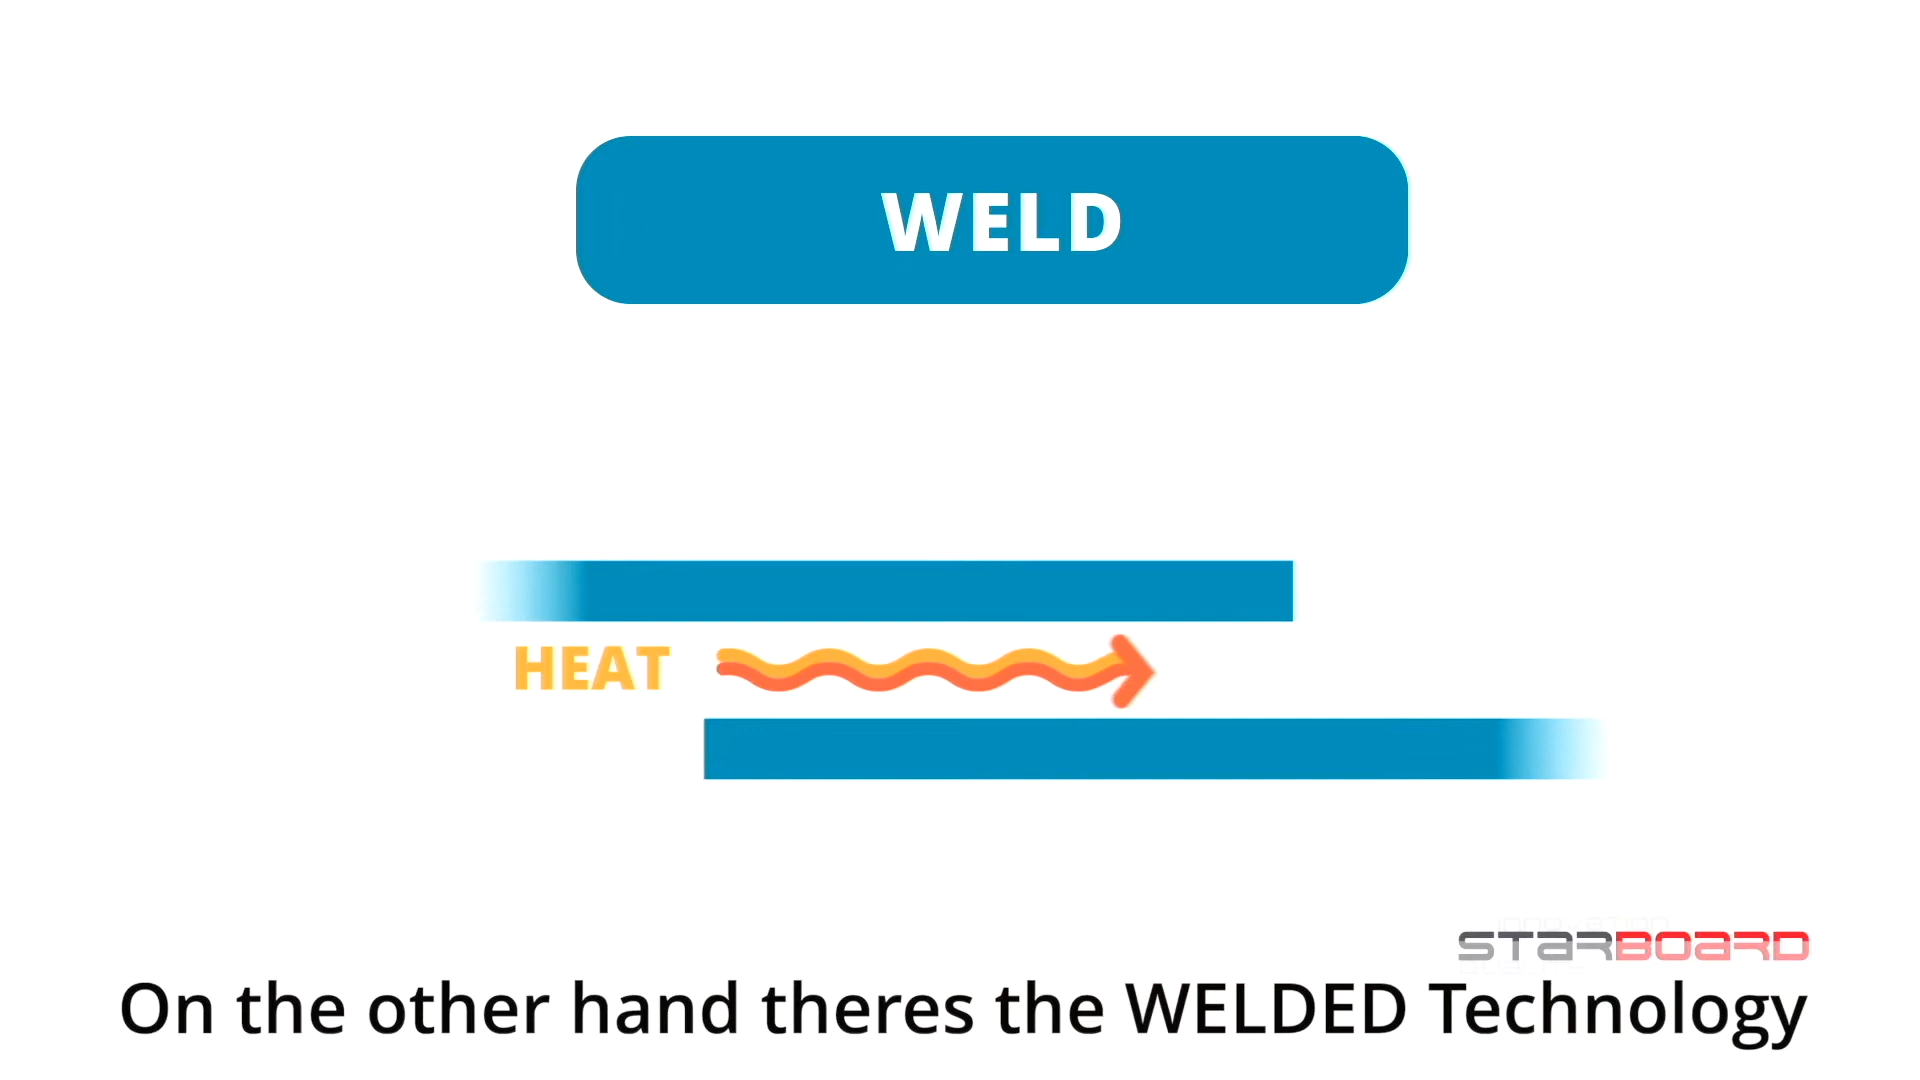 WELD
HEAT
STARBOARD
On the other hand theres the WELDED Technology